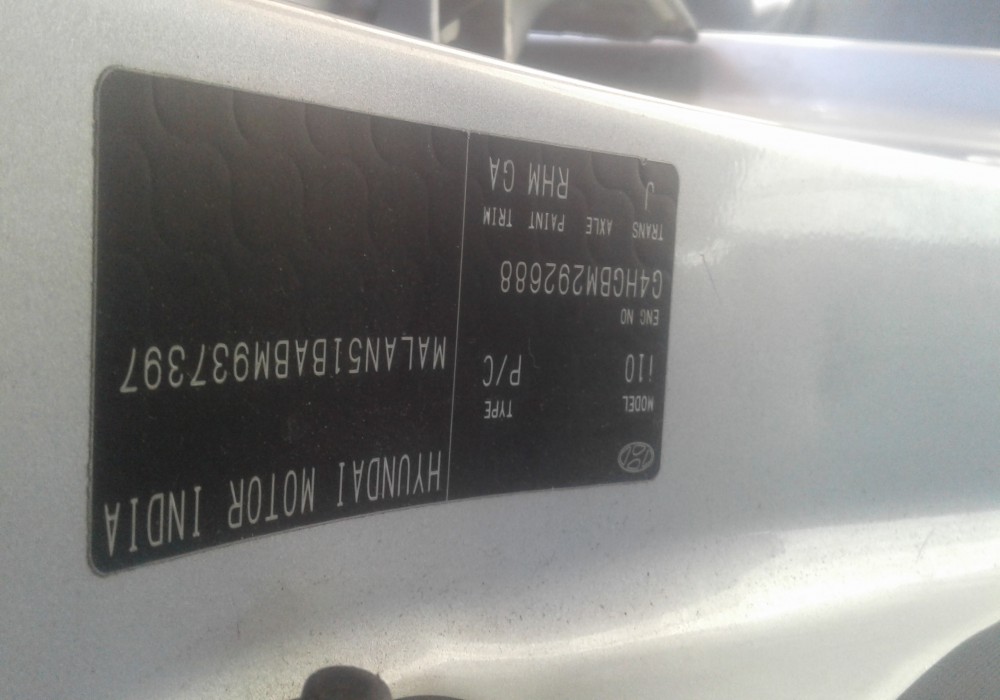 MODEL TYPE
i10 P/C
ENG NO
G4HGBM292688
TRANS AXLE PAINT TRIM
J RHM GA
HYUNDAI MOTOR INDIA
MALAN51BABM937397